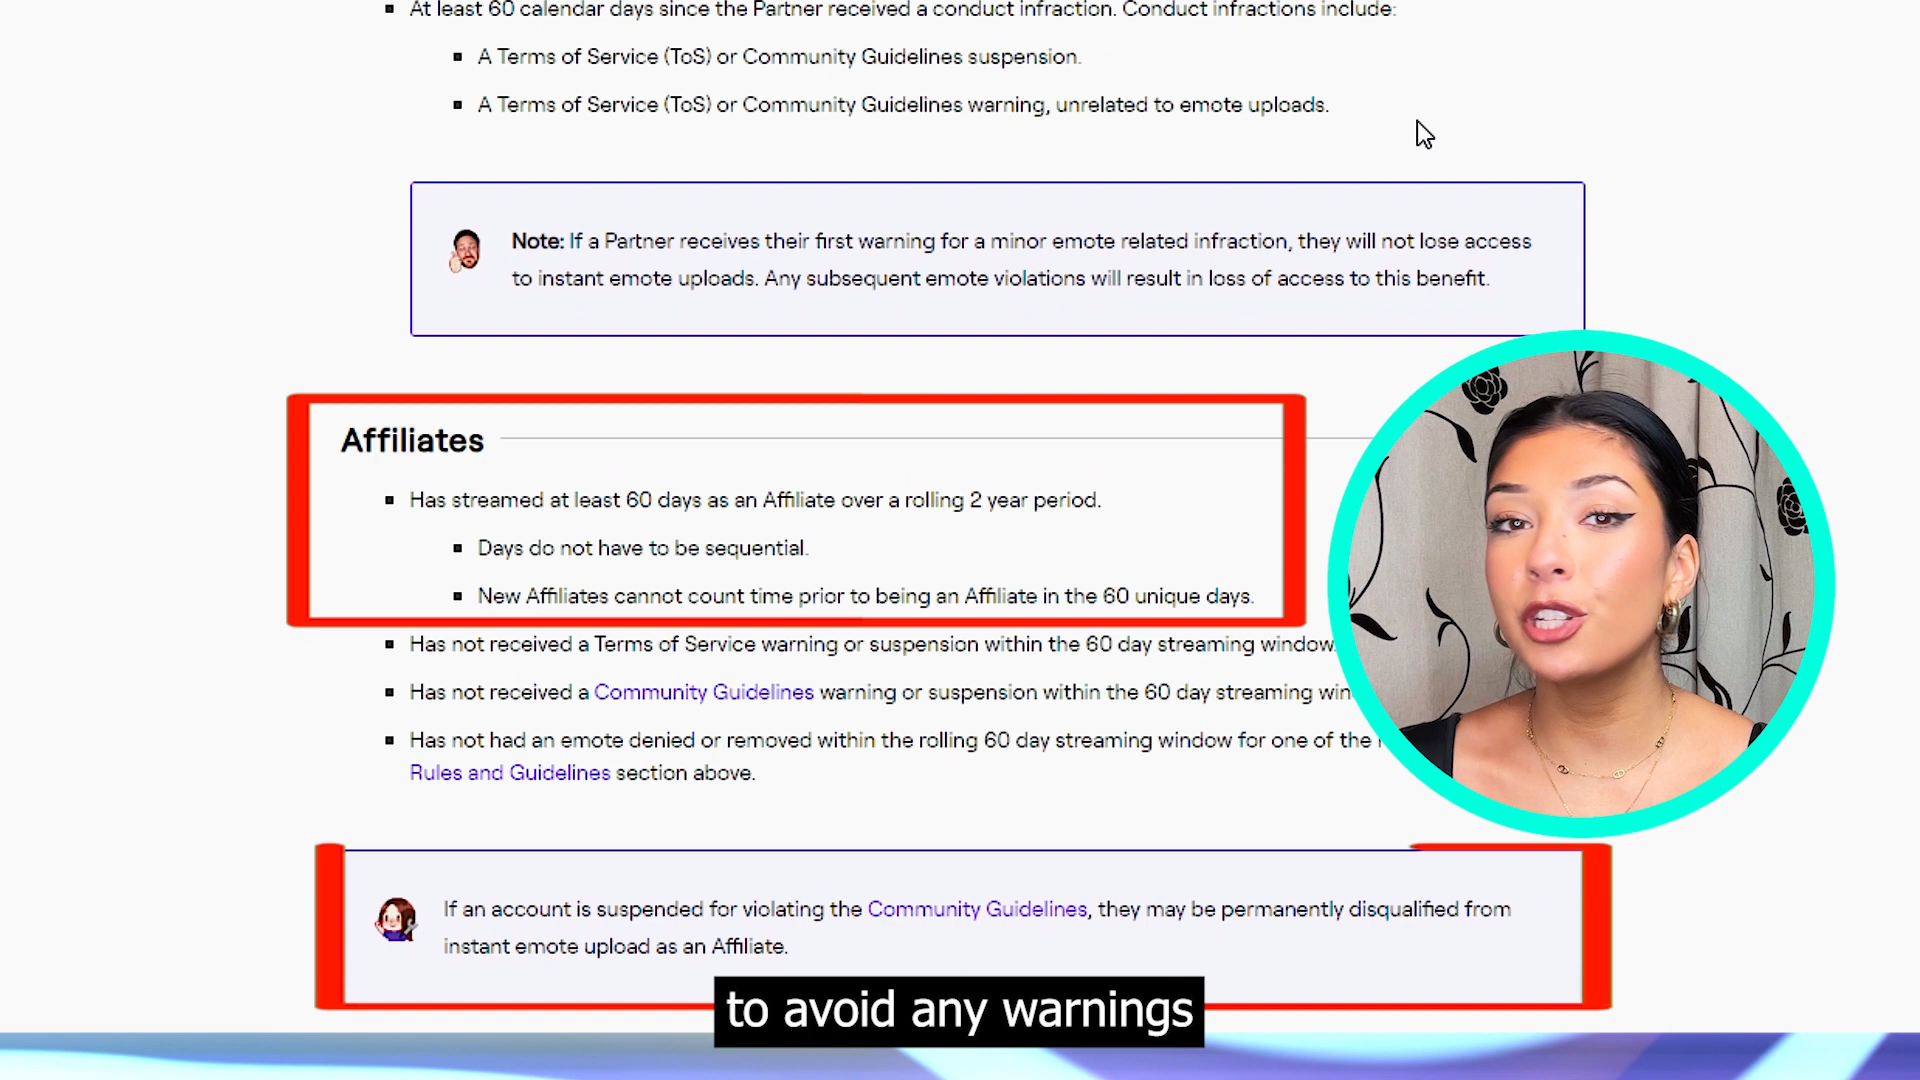 At least 60 calendar days since the Partner received a conduct infraction. Conduct infractions include:
A Terms of Service (ToS) or Community Guidelines suspension.
A Terms of Service (ToS) or Community Guidelines warning, unrelated to emote uploads.
Note: If a Partner receives their first warning for a minor emote related infraction, they will not lose access
to instant emote uploads. Any subsequent emote violations will result in loss of access to this benefit.
Affiliates
Has streamed at least 60 days as an Affiliate over a rolling 2 year period.
Days do not have to be sequential.
New Affiliates cannot count time prior to being an Affiliate in the 60 unique days.
Has not received a Terms of Service warning or suspension within the 60 day streaming window.
Has not received a Community Guidelines warning or suspension within the 60 day streaming
Has not had an emote denied or removed within the rolling 60 day streaming window for one of the
Rules and Guidelines section above.
If an account is suspended for violating the Community Guidelines, they may be permanently disqualified from
instant emote upload as an Affiliate.
to avoid any warnings